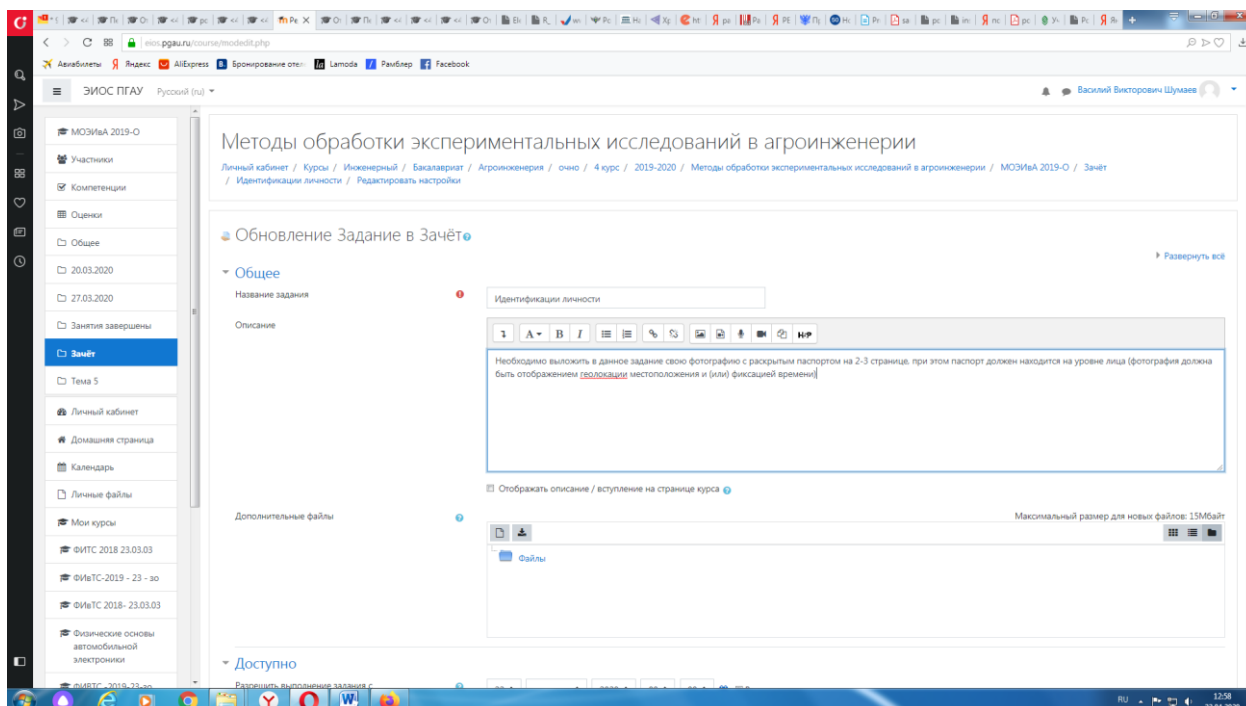 eios.pgau.ru/course/modedit.php
Авиабилеты Яндекс AliExpress Бронирование отел Lamoda Рамблер Facebook
ЭИОС ПГАУ Русский (ru)
Василий Викторович Шумаев
МОЭИвА 2019-О
Участники
Компетенции
Оценки
Общее
20.03.2020
27.03.2020
Занятия завершены
Зачёт
Тема 5
Личный кабинет
Домашняя страница
Календарь
Личные файлы
Мои курсы
ФИТС 2018 23.03.03
ФИвТС-2019 - 23 - зо
ФИвТС 2018- 23.03.03
Физические основы
автомобильной
электроники
Методы обработки экспериментальных исследований в агроинженерии
Личный кабинет / Курсы / Инженерный / Бакалавриат / Агроинженерия / очно / 4 курс / 2019-2020 / Методы обработки экспериментальных исследований в агроинженерии / МОЭИвА 2019-О / Зачёт
/ Идентификации личности / Редактировать настройки
Обновление Задание в Зачёт
Развернуть всё
Общее
Название задания
Идентификации личности
Описание
Необходимо выложить в данное задание свою фотографию с раскрытым паспортом на 2-3 странице, при этом паспорт должен находится на уровне лица (фотография должна
быть отображением геолокации местоположения и (или) фиксацией времени)
Отображать описание / вступление на странице курса
Дополнительные файлы
Максимальный размер для новых файлов: 15Мбайт
Файлы
Доступно
Разрешить выполнение задания с
RU
12:58